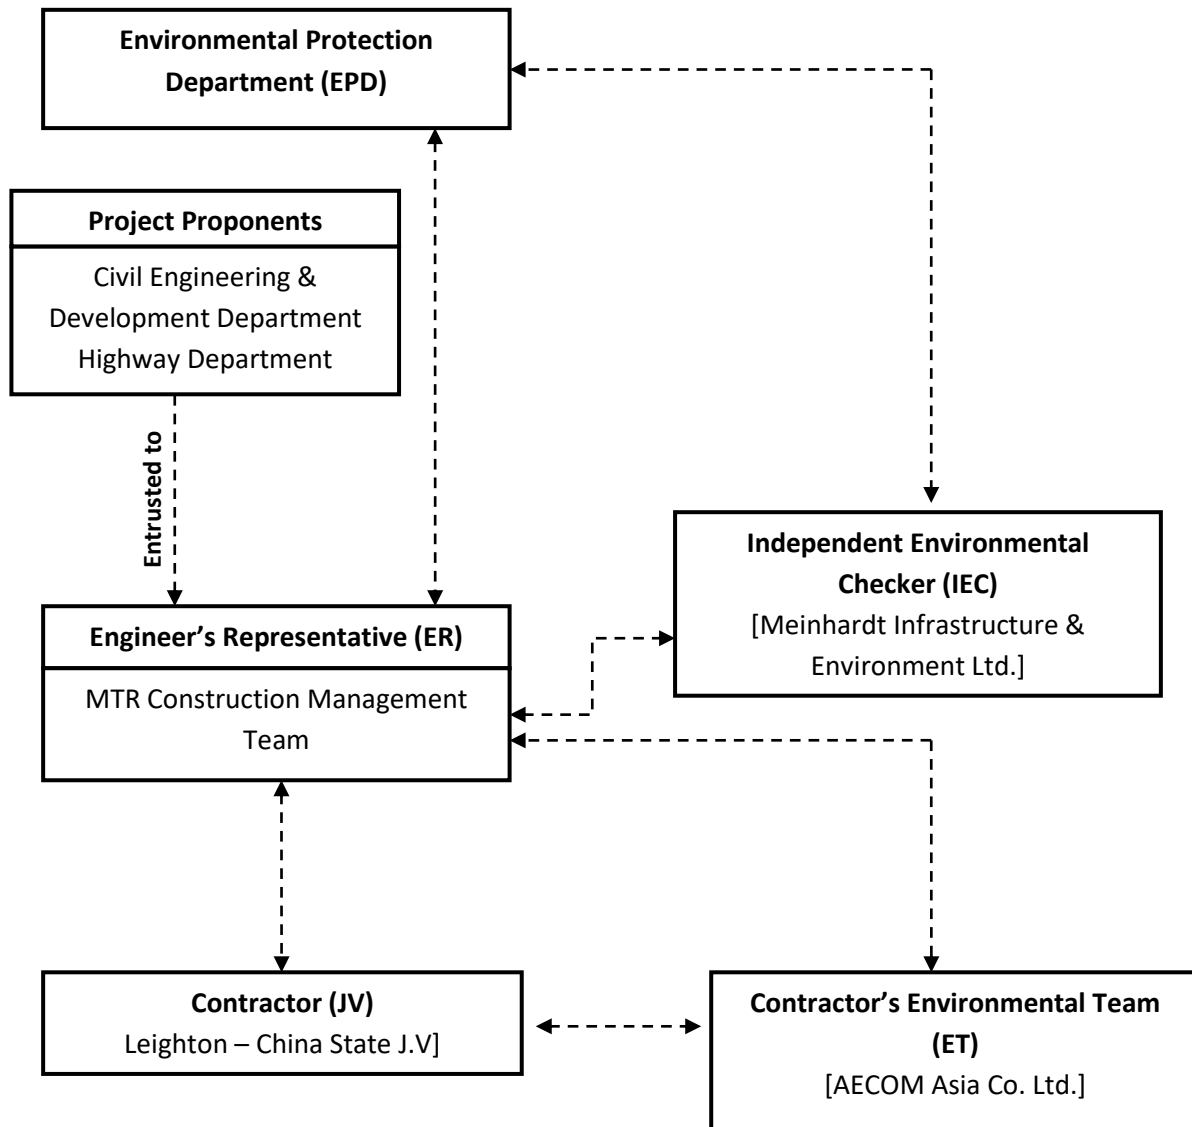 Environmental Protection
Department (EPD)
Project Proponents
Civil Engineering &
Development Department
Highway Department
Entrusted to
Independent Environmental
Checker (IEC)
[Meinhardt Infrastructure &
Environment Ltd.]
Engineer’s Representative (ER)
MTR Construction Management
Team
Contractor (JV)
Leighton – China State J.V]
Contractor’s Environmental Team
(ET)
[AECOM Asia Co. Ltd.]